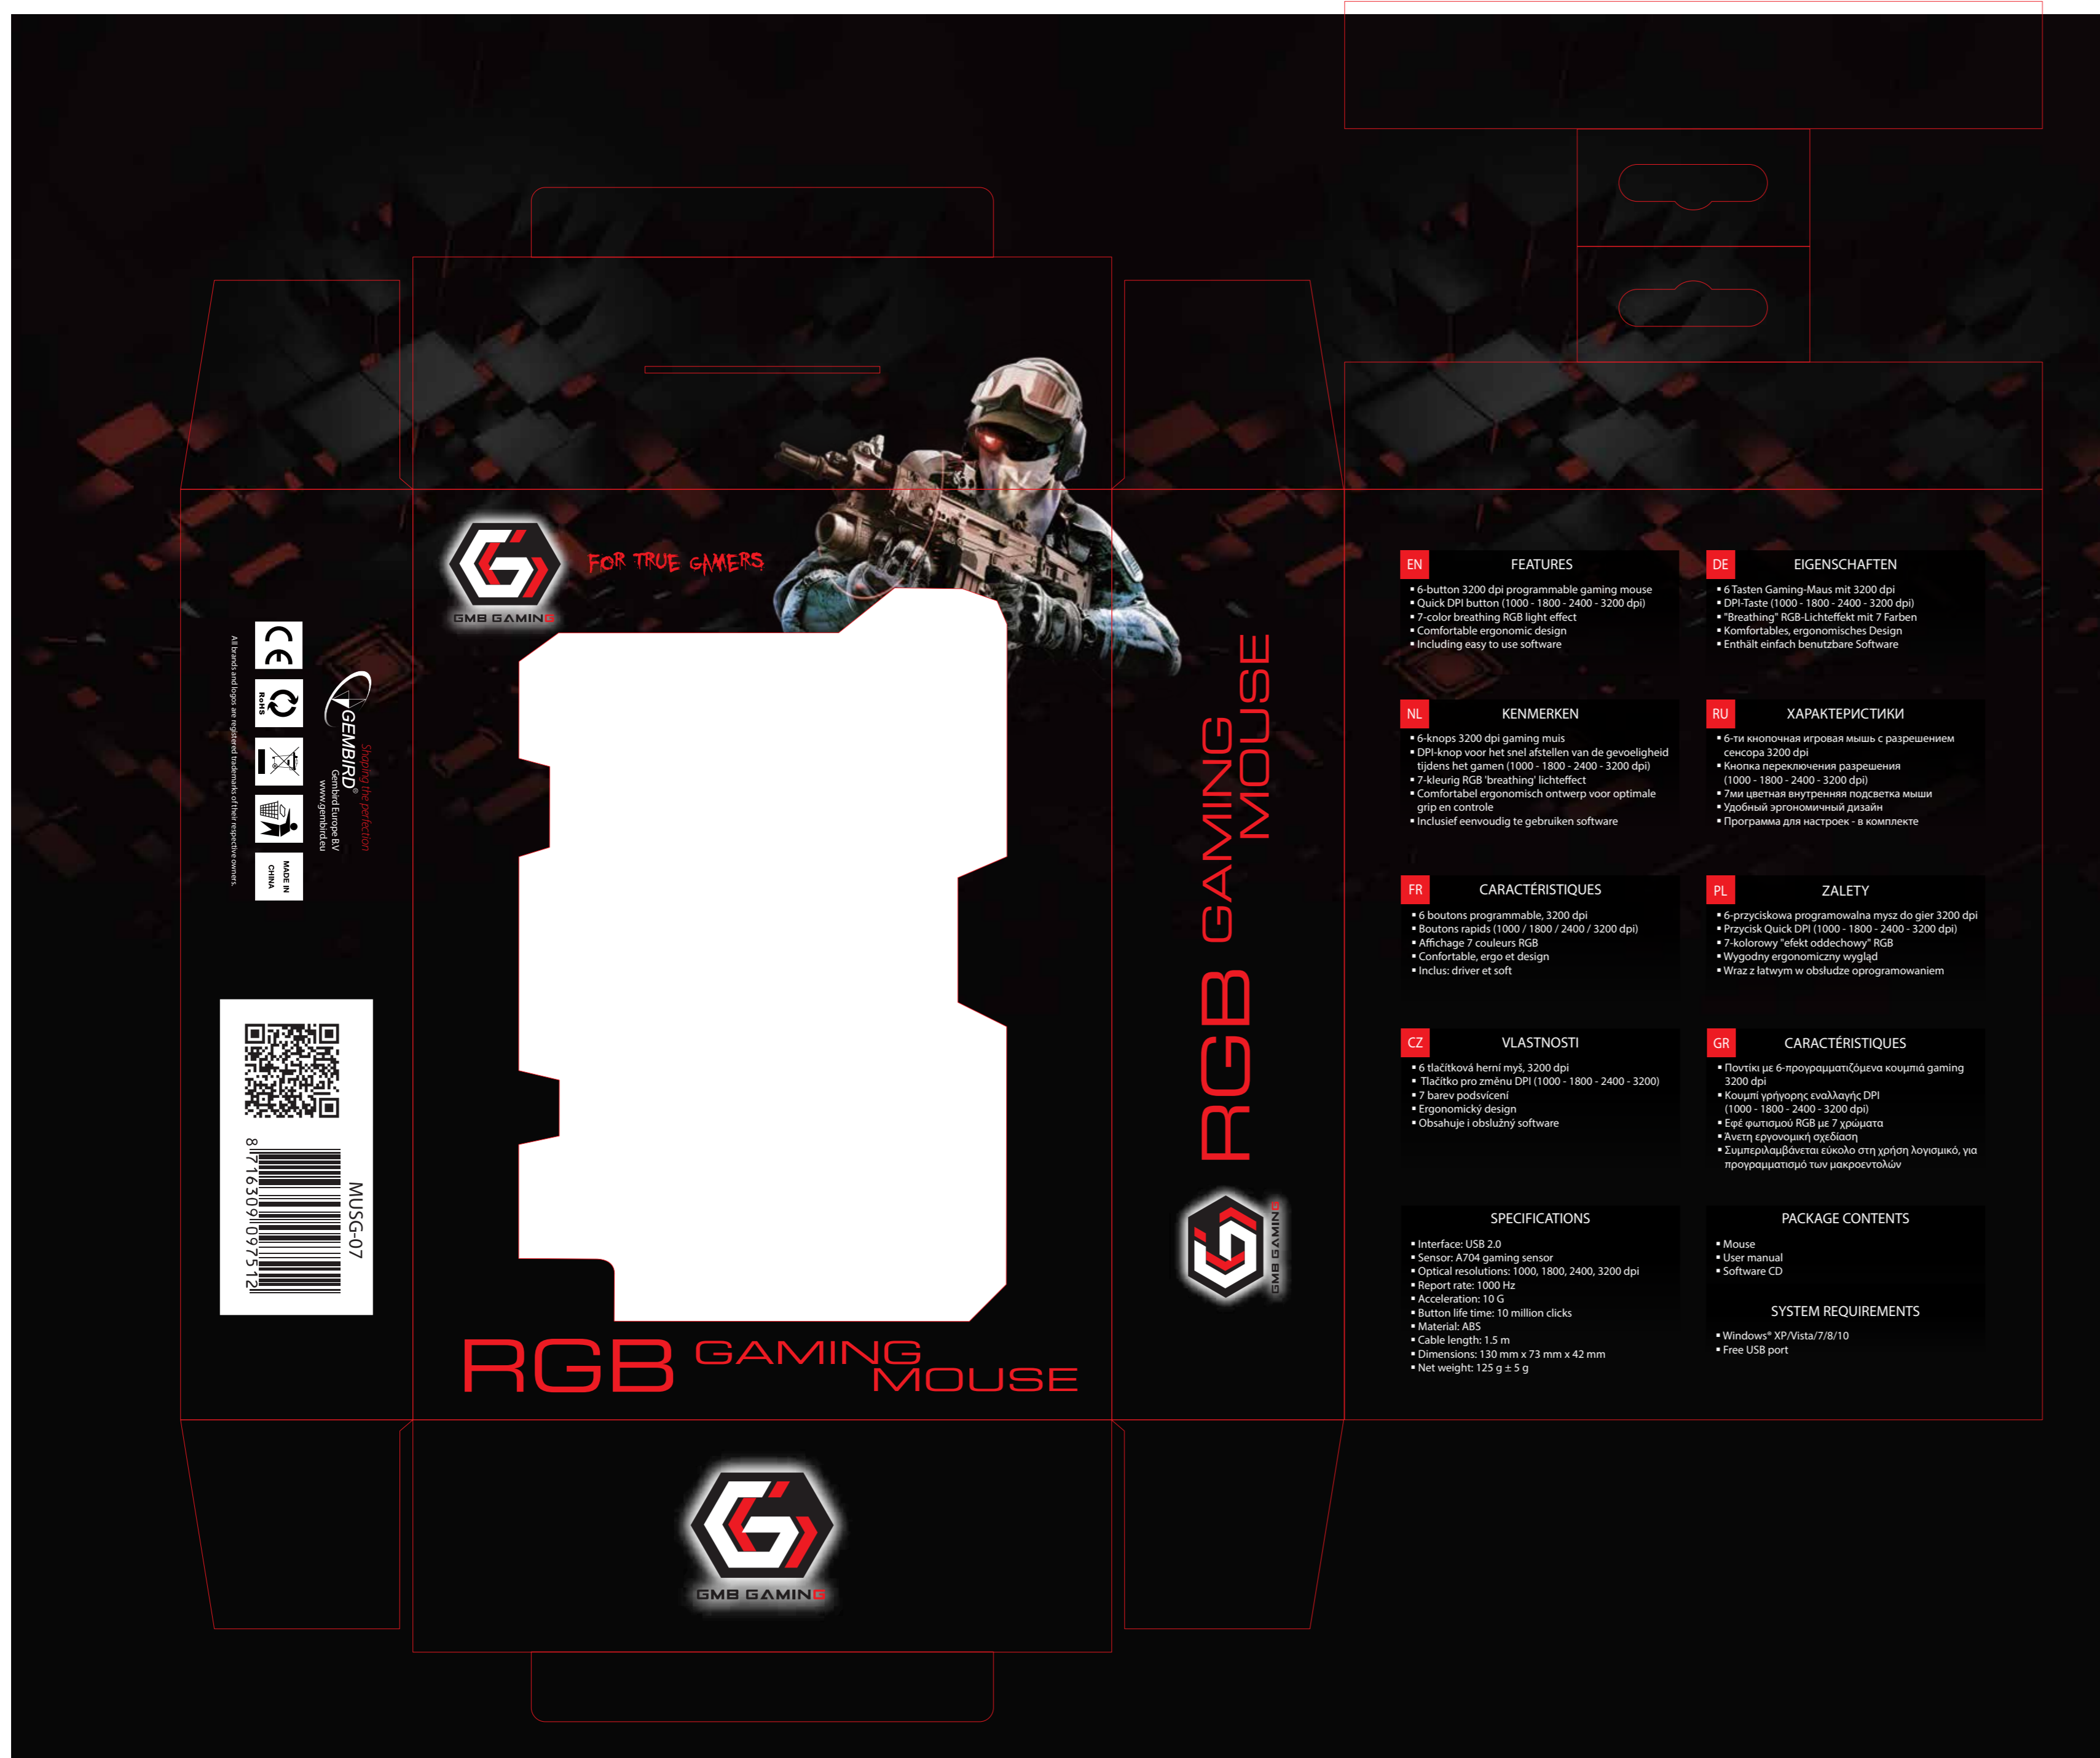 All brands and logos are registered trademarks of their respective owners.
CE
RoHS
MADE IN
CHINA
GEMBIRD®
Shaping the perfection
Gembird Europe B.V
www.gembird.eu
MUSG-07
8 716309 097512
GMB GAMING
FOR TRUE GAMERS
RGB GAMING
MOUSE
GMB GAMING
RGB GAMING
MOUSE
GMB GAMING
EN FEATURES
▪ 6-button 3200 dpi programmable gaming mouse
▪ Quick DPI button (1000 - 1800 - 2400 - 3200 dpi)
▪ 7-color breathing RGB light effect
▪ Comfortable ergonomic design
▪ Including easy to use software
DE EIGENSCHAFTEN
▪ 6 Tasten Gaming-Maus mit 3200 dpi
▪ DPI-Taste (1000 - 1800 - 2400 - 3200 dpi)
▪ "Breathing" RGB-Lichteffekt mit 7 Farben
▪ Komfortables, ergonomisches Design
▪ Enthält einfach benutzbare Software
NL KENMERKEN
▪ 6-knops 3200 dpi gaming muis
▪ DPI-knop voor het snel afstellen van de gevoeligheid
tijdens het gamen (1000 - 1800 - 2400 - 3200 dpi)
▪ 7-kleurig RGB 'breathing' lichteffect
▪ Comfortabel ergonomisch ontwerp voor optimale
grip en controle
▪ Inclusief eenvoudig te gebruiken software
RU ХАРАКТЕРИСТИКИ
▪ 6-ти кнопочная игровая мышь с разрешением
сенсора 3200 dpi
▪ Кнопка переключения разрешения
(1000 - 1800 - 2400 - 3200 dpi)
▪ 7ми цветная внутренняя подсветка мыши
▪ Удобный эргономичный дизайн
▪ Программа для настроек - в комплекте
FR CARACTÉRISTIQUES
▪ 6 boutons programmable, 3200 dpi
▪ Boutons rapids (1000 / 1800 / 2400 / 3200 dpi)
▪ Affichage 7 couleurs RGB
▪ Confortable, ergo et design
▪ Inclus: driver et soft
PL ZALETY
▪ 6-przyciskowa programowalna mysz do gier 3200 dpi
▪ Przycisk Quick DPI (1000 - 1800 - 2400 - 3200 dpi)
▪ 7-kolorowy "efekt oddechowy" RGB
▪ Wygodny ergonomiczny wygląd
▪ Wraz z łatwym w obsłudze oprogramowaniem
CZ VLASTNOSTI
▪ 6 tlačítková herní myš, 3200 dpi
▪ Tlačítko pro změnu DPI (1000 - 1800 - 2400 - 3200)
▪ 7 barev podsvícení
▪ Ergonomický design
▪ Obsahuje i obslužný software
GR CARACTÉRISTIQUES
▪ Ποντίκι με 6-προγραμματιζόμενα κουμπιά gaming
3200 dpi
▪ Κουμπί γρήγορης εναλλαγής DPI
(1000 - 1800 - 2400 - 3200 dpi)
▪ Εφέ φωτισμού RGB με 7 χρώματα
▪ Άνετη εργονομική σχεδίαση
▪ Συμπεριλαμβάνεται εύκολο στη χρήση λογισμικό, για
προγραμματισμό των μακροεντολών
SPECIFICATIONS
▪ Interface: USB 2.0
▪ Sensor: A704 gaming sensor
▪ Optical resolutions: 1000, 1800, 2400, 3200 dpi
▪ Report rate: 1000 Hz
▪ Acceleration: 10 G
▪ Button life time: 10 million clicks
▪ Material: ABS
▪ Cable length: 1.5 m
▪ Dimensions: 130 mm x 73 mm x 42 mm
▪ Net weight: 125 g ± 5 g
PACKAGE CONTENTS
▪ Mouse
▪ User manual
▪ Software CD
SYSTEM REQUIREMENTS
▪ Windows® XP/Vista/7/8/10
▪ Free USB port